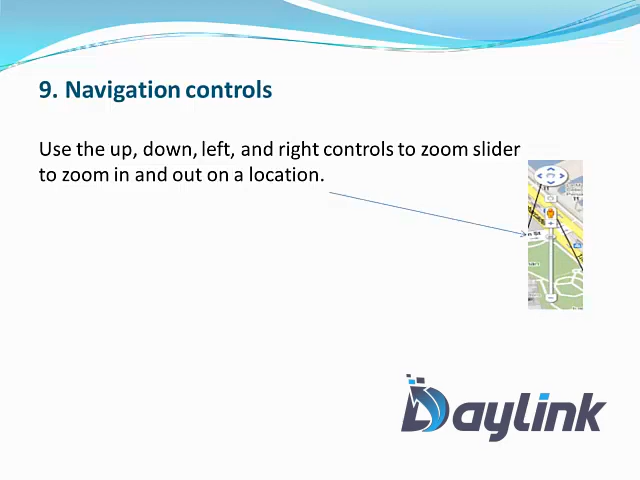 9. Navigation controls
Use the up, down, left, and right controls to zoom slider
to zoom in and out on a location.
Daylink